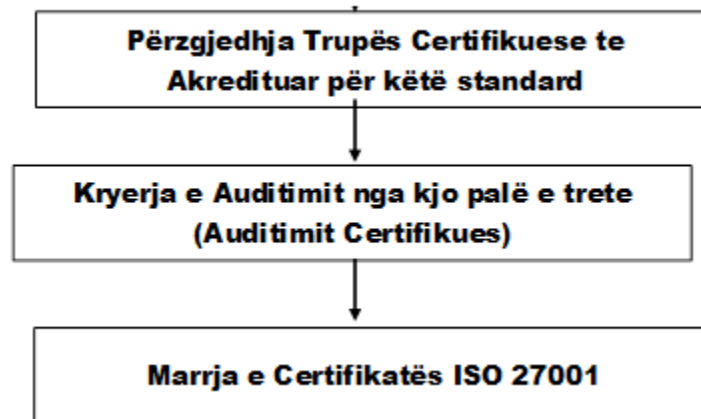 Përzgjedhja Trupës Certifikuese te
Akredituar për këtë standard
Kryerja e Auditimit nga kjo palë e trete
(Auditimit Certifikues)
Marrja e Certifikatës ISO 27001